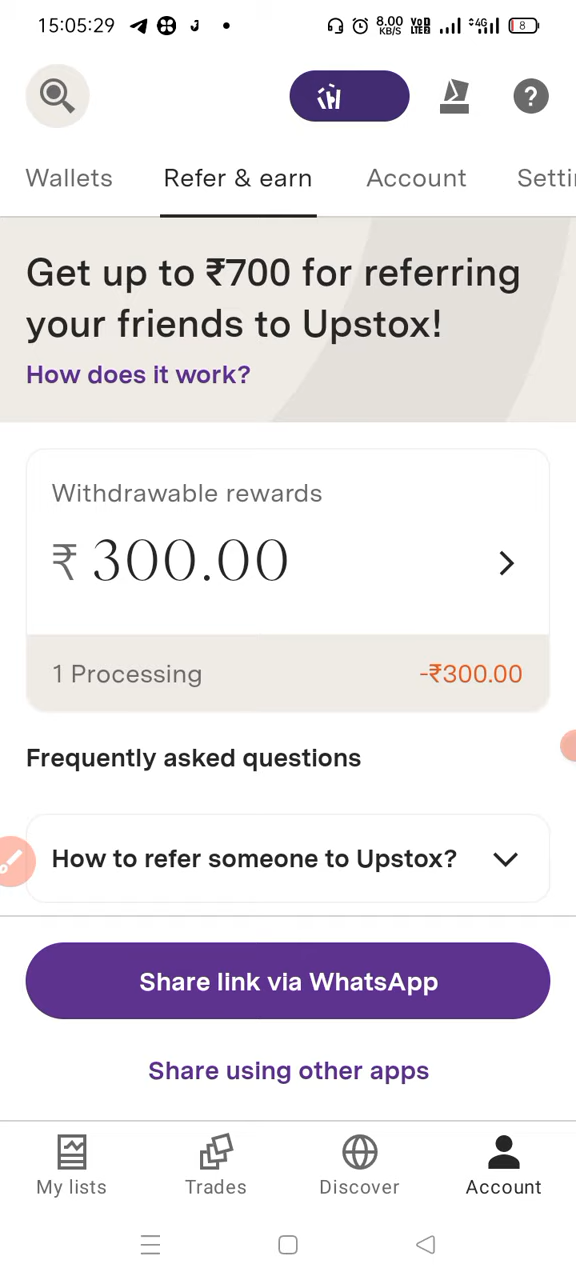 15:05:29
8.00 KB/S
4G
8
Wallets
Refer & earn
Account
Setti
Get up to ₹700 for referring
your friends to Upstox!
How does it work?
Withdrawable rewards
₹ 300.00
1 Processing
-₹300.00
Frequently asked questions
How to refer someone to Upstox?
Share link via WhatsApp
Share using other apps
My lists
Trades
Discover
Account